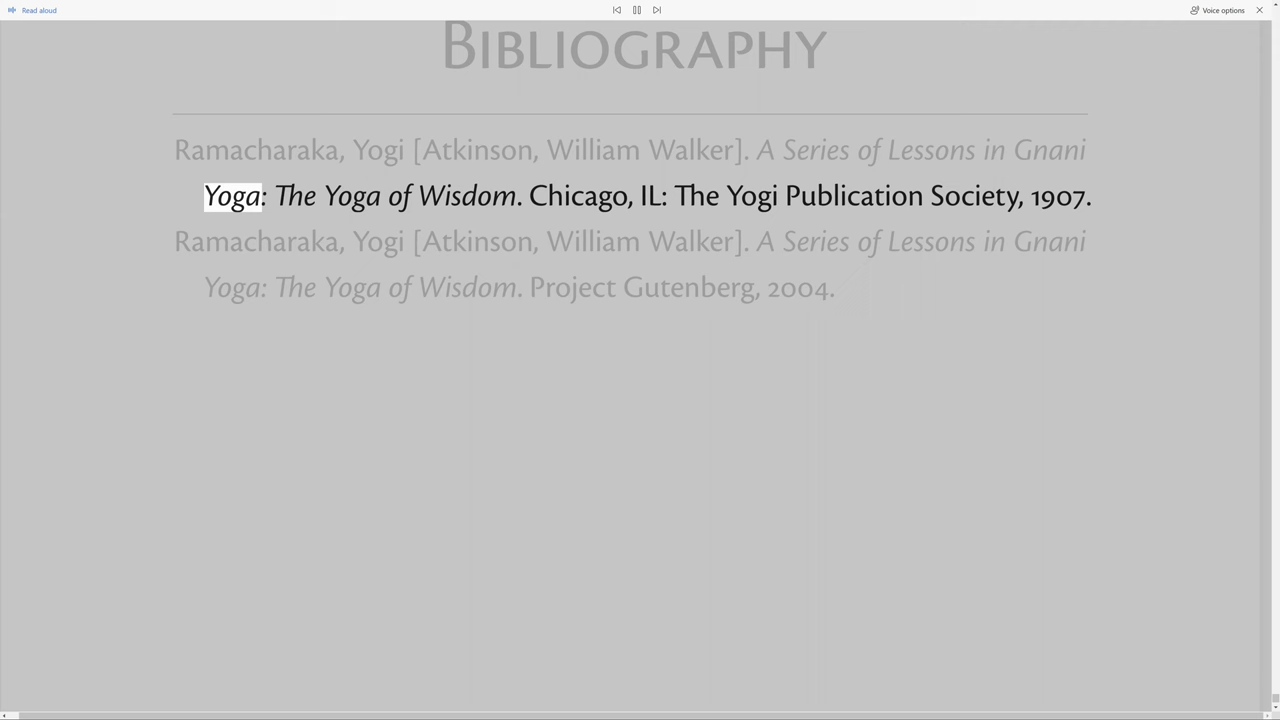 Read aloud
Voice options
BIBLIOGRAPHY
Ramacharaka, Yogi [Atkinson, William Walker]. A Series of Lessons in Gnani
Yoga: The Yoga of Wisdom. Chicago, IL: The Yogi Publication Society, 1907.
Ramacharaka, Yogi [Atkinson, William Walker]. A Series of Lessons in Gnani
Yoga: The Yoga of Wisdom. Project Gutenberg, 2004.